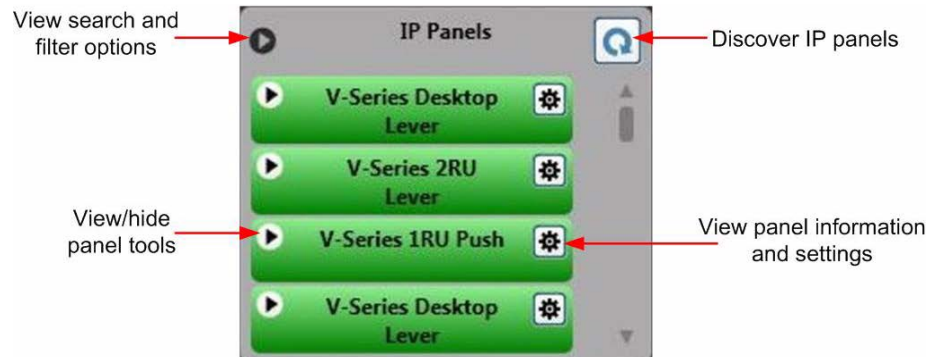 View search and
filter options
IP Panels
Discover IP panels
V-Series Desktop
Lever
V-Series 2RU
Lever
View/hide
panel tools
V-Series 1RU Push
View panel information
and settings
V-Series Desktop
Lever